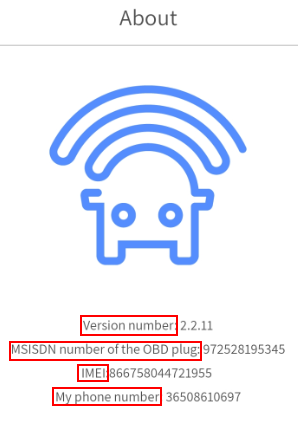 About
Version number: 2.2.11
MSISDN number of the OBD plug: 972528195345
IMEI:866758044721955
My phone number: 36508610697